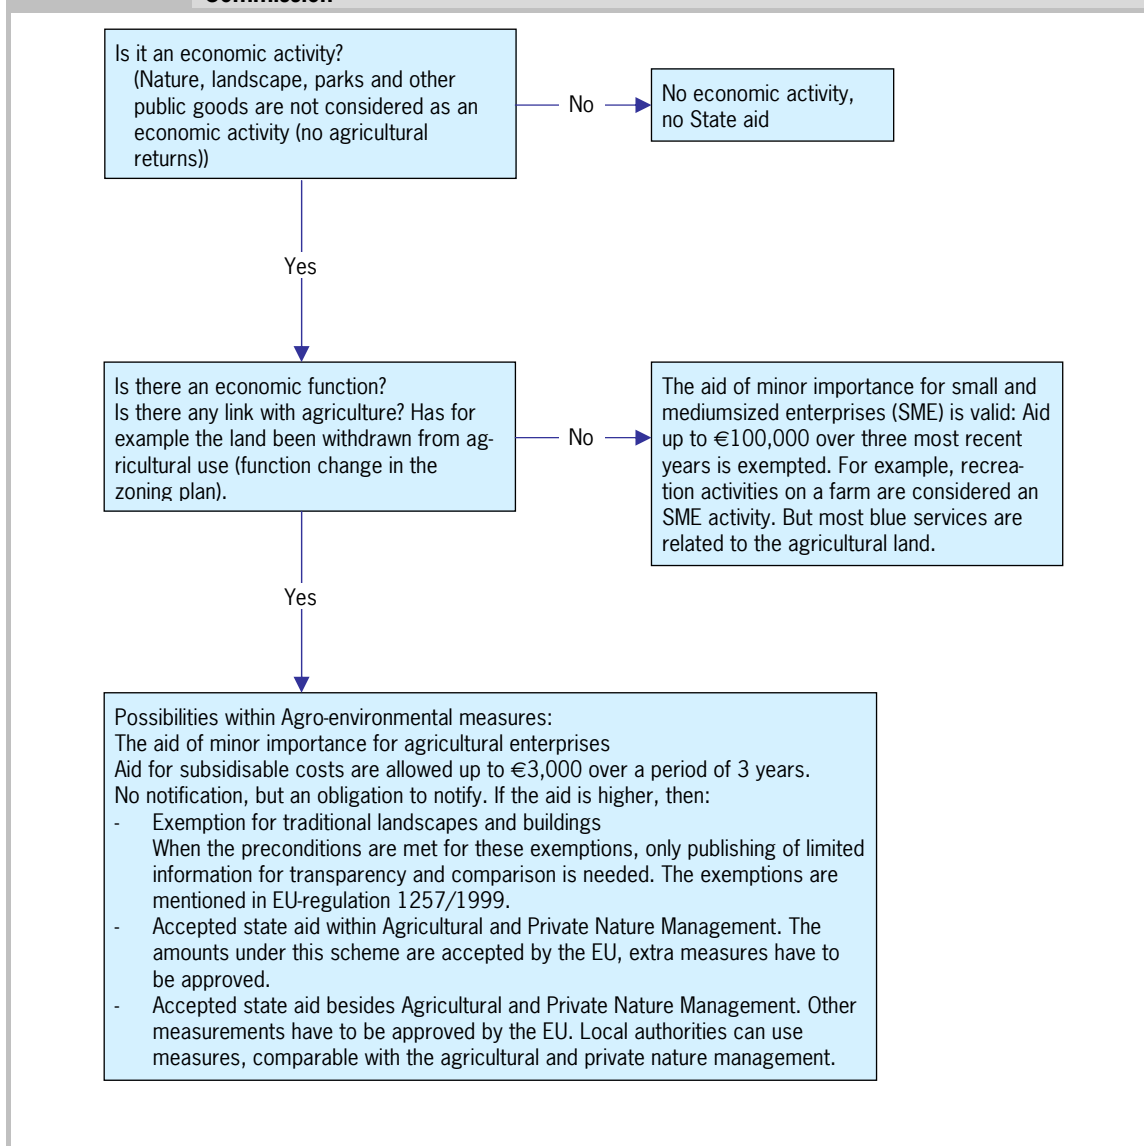 Commission
Is it an economic activity?
(Nature, landscape, parks and other
public goods are not considered as an
economic activity (no agricultural
returns))
No
No economic activity,
no State aid
Yes
Is there an economic function?
Is there any link with agriculture? Has for
example the land been withdrawn from ag-
ricultural use (function change in the
zoning plan).
No
The aid of minor importance for small and
mediumsized enterprises (SME) is valid: Aid
up to €100,000 over three most recent
years is exempted. For example, recrea-
tion activities on a farm are considered an
SME activity. But most blue services are
related to the agricultural land.
Yes
Possibilities within Agro-environmental measures:
The aid of minor importance for agricultural enterprises
Aid for subsidisable costs are allowed up to €3,000 over a period of 3 years.
No notification, but an obligation to notify. If the aid is higher, then:
- Exemption for traditional landscapes and buildings
When the preconditions are met for these exemptions, only publishing of limited
information for transparency and comparison is needed. The exemptions are
mentioned in EU-regulation 1257/1999.
- Accepted state aid within Agricultural and Private Nature Management. The
amounts under this scheme are accepted by the EU, extra measures have to
be approved.
- Accepted state aid besides Agricultural and Private Nature Management. Other
measurements have to be approved by the EU. Local authorities can use
measures, comparable with the agricultural and private nature management.